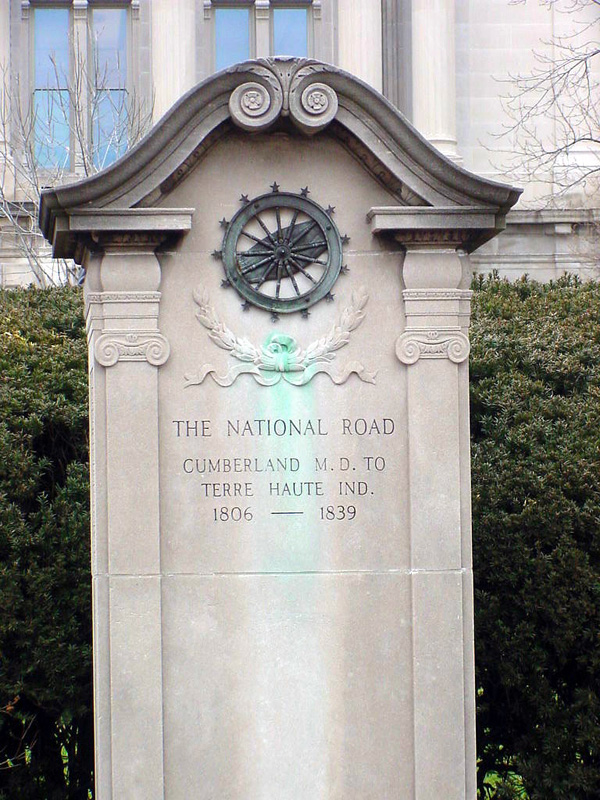 THE NATIONAL ROAD
CUMBERLAND M.D. TO
TERRE HAUTE IND.
1806 — 1839